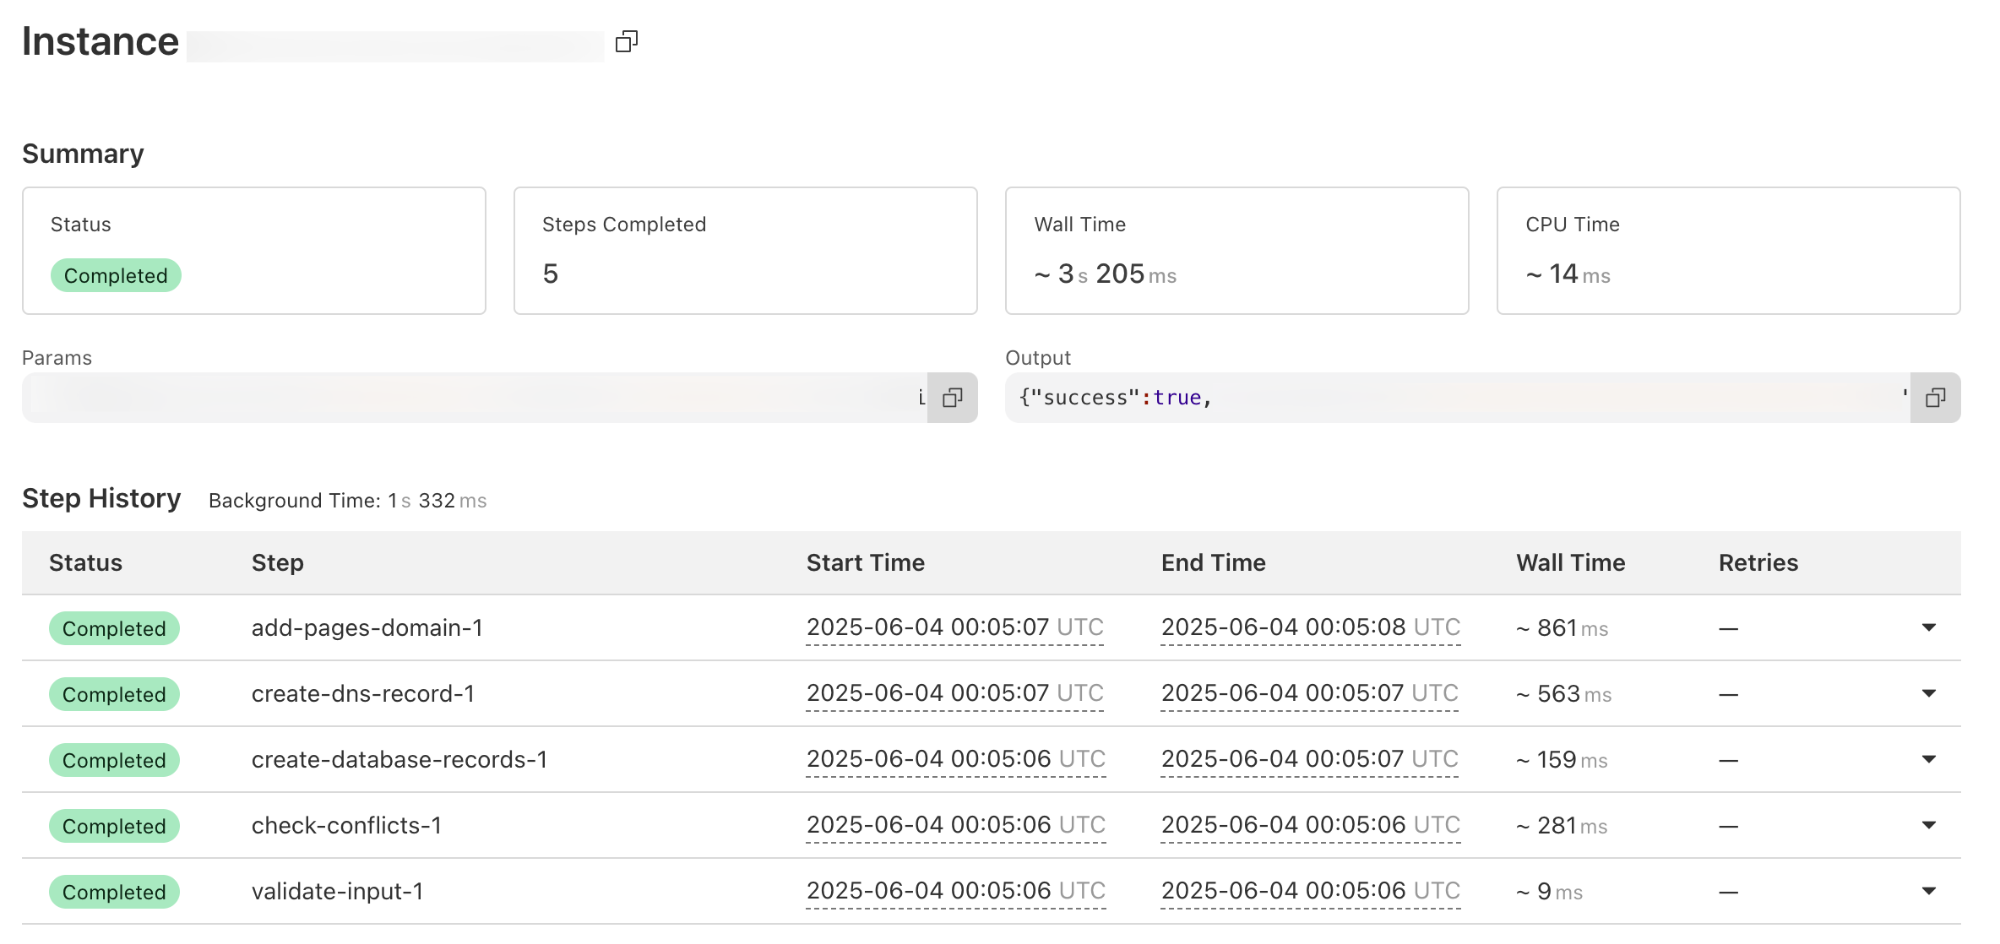 Instance
Summary
Status
Completed
Steps Completed
5
Wall Time
~ 3 s 205 ms
CPU Time
~ 14 ms
Params
i
Output
{"success":true,
'
Step History Background Time: 1 s 332 ms
Status Step Start Time End Time Wall Time Retries
Completed add-pages-domain-1 2025-06-04 00:05:07 UTC 2025-06-04 00:05:08 UTC ~ 861 ms —
Completed create-dns-record-1 2025-06-04 00:05:07 UTC 2025-06-04 00:05:07 UTC ~ 563 ms —
Completed create-database-records-1 2025-06-04 00:05:06 UTC 2025-06-04 00:05:07 UTC ~ 159 ms —
Completed check-conflicts-1 2025-06-04 00:05:06 UTC 2025-06-04 00:05:06 UTC ~ 281 ms —
Completed validate-input-1 2025-06-04 00:05:06 UTC 2025-06-04 00:05:06 UTC ~ 9 ms —